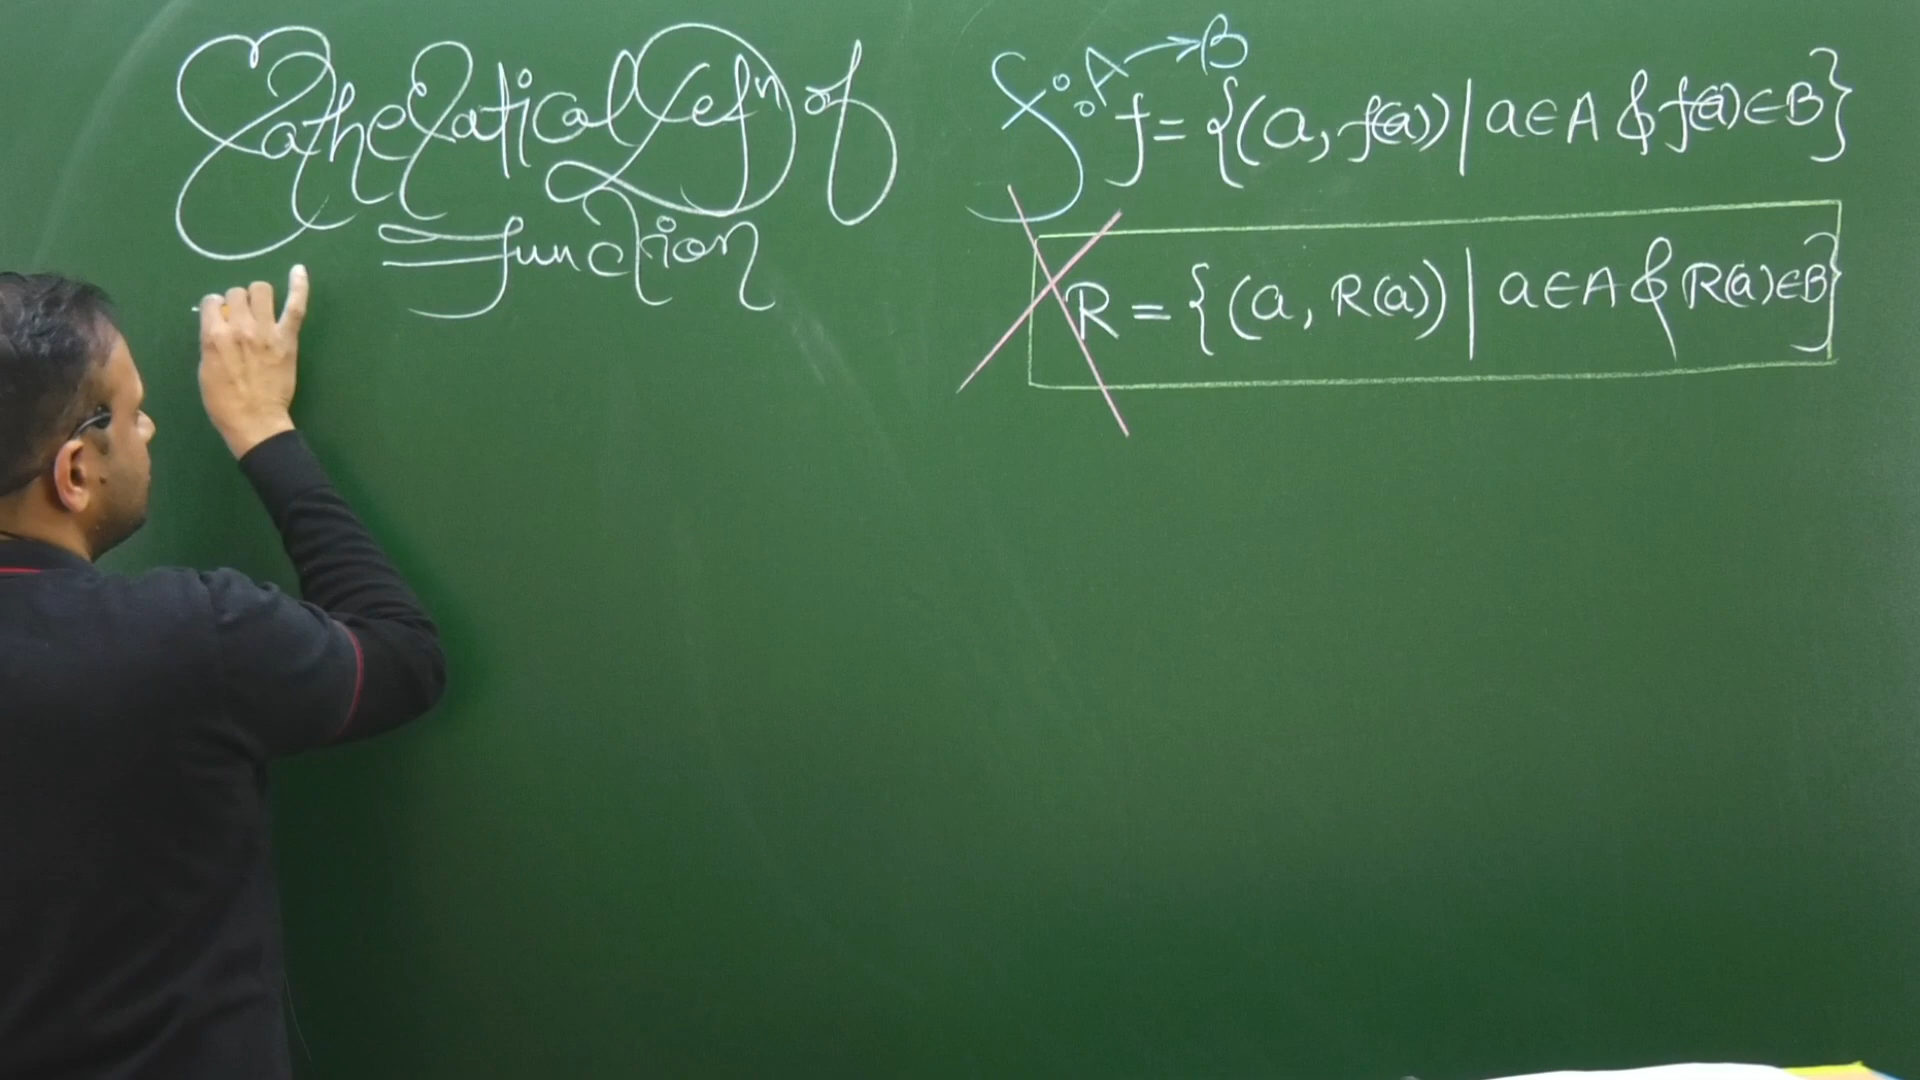 Mathematical Defⁿ of
function
f : A → B
f = {(a, f(a)) | a ∈ A & f(a) ∈ B}
R = {(a, R(a)) | a ∈ A & R(a) ∈ B}